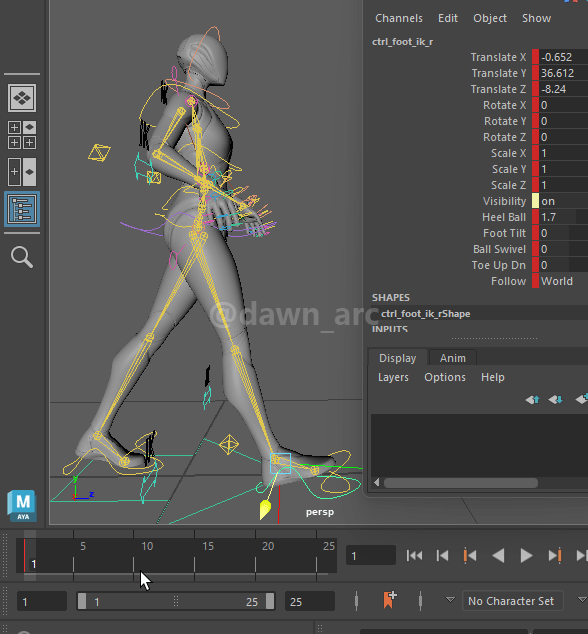 Channels Edit Object Show
ctrl_foot_ik_r
Translate X -0.652
Translate Y 36.612
Translate Z -8.24
Rotate X 0
Rotate Y 0
Rotate Z 0
Scale X 1
Scale Y 1
Scale Z 1
Visibility on
Heel Ball 1.7
Foot Tilt 0
Ball Swivel 0
Toe Up Dn 0
Follow World
SHAPES
ctrl_foot_ik_rShape
INPUTS
@dawn_arc
Display Anim
Layers Options Help
y
z
persp
M
AYA
5 10 15 20 25
1
1
1 1 25 25 No Character Set